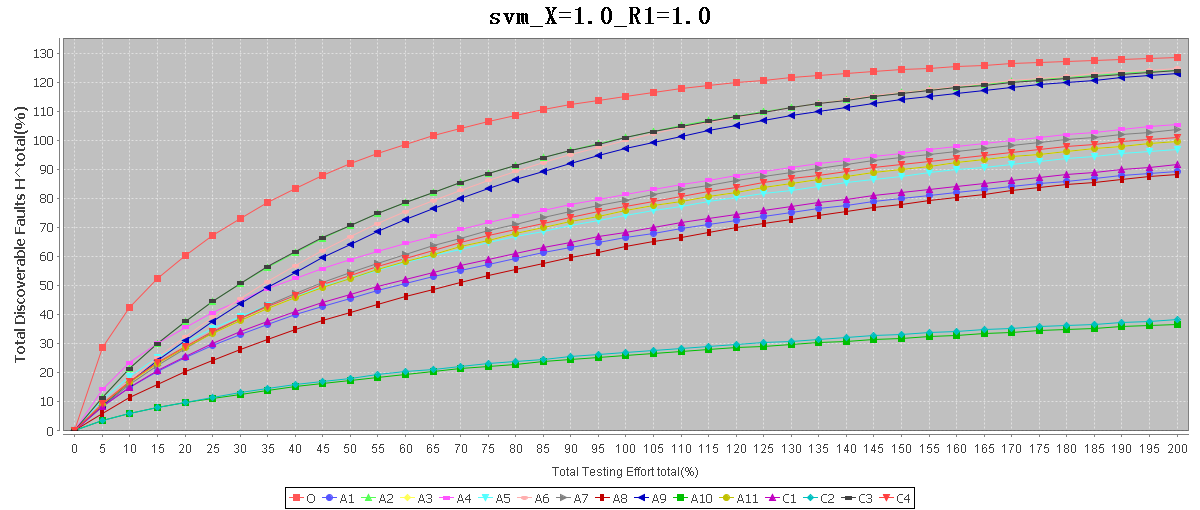 svm_X=1.0_R1=1.0
Total Discoverable Faults H^total(%)
130
120
110
100
90
80
70
60
50
40
30
20
10
0
0 5 10 15 20 25 30 35 40 45 50 55 60 65 70 75 80 85 90 95 100 105 110 115 120 125 130 135 140 145 150 155 160 165 170 175 180 185 190 195 200
Total Testing Effort total(%)
O A1 A2 A3 A4 A5 A6 A7 A8 A9 A10 A11 C1 C2 C3 C4